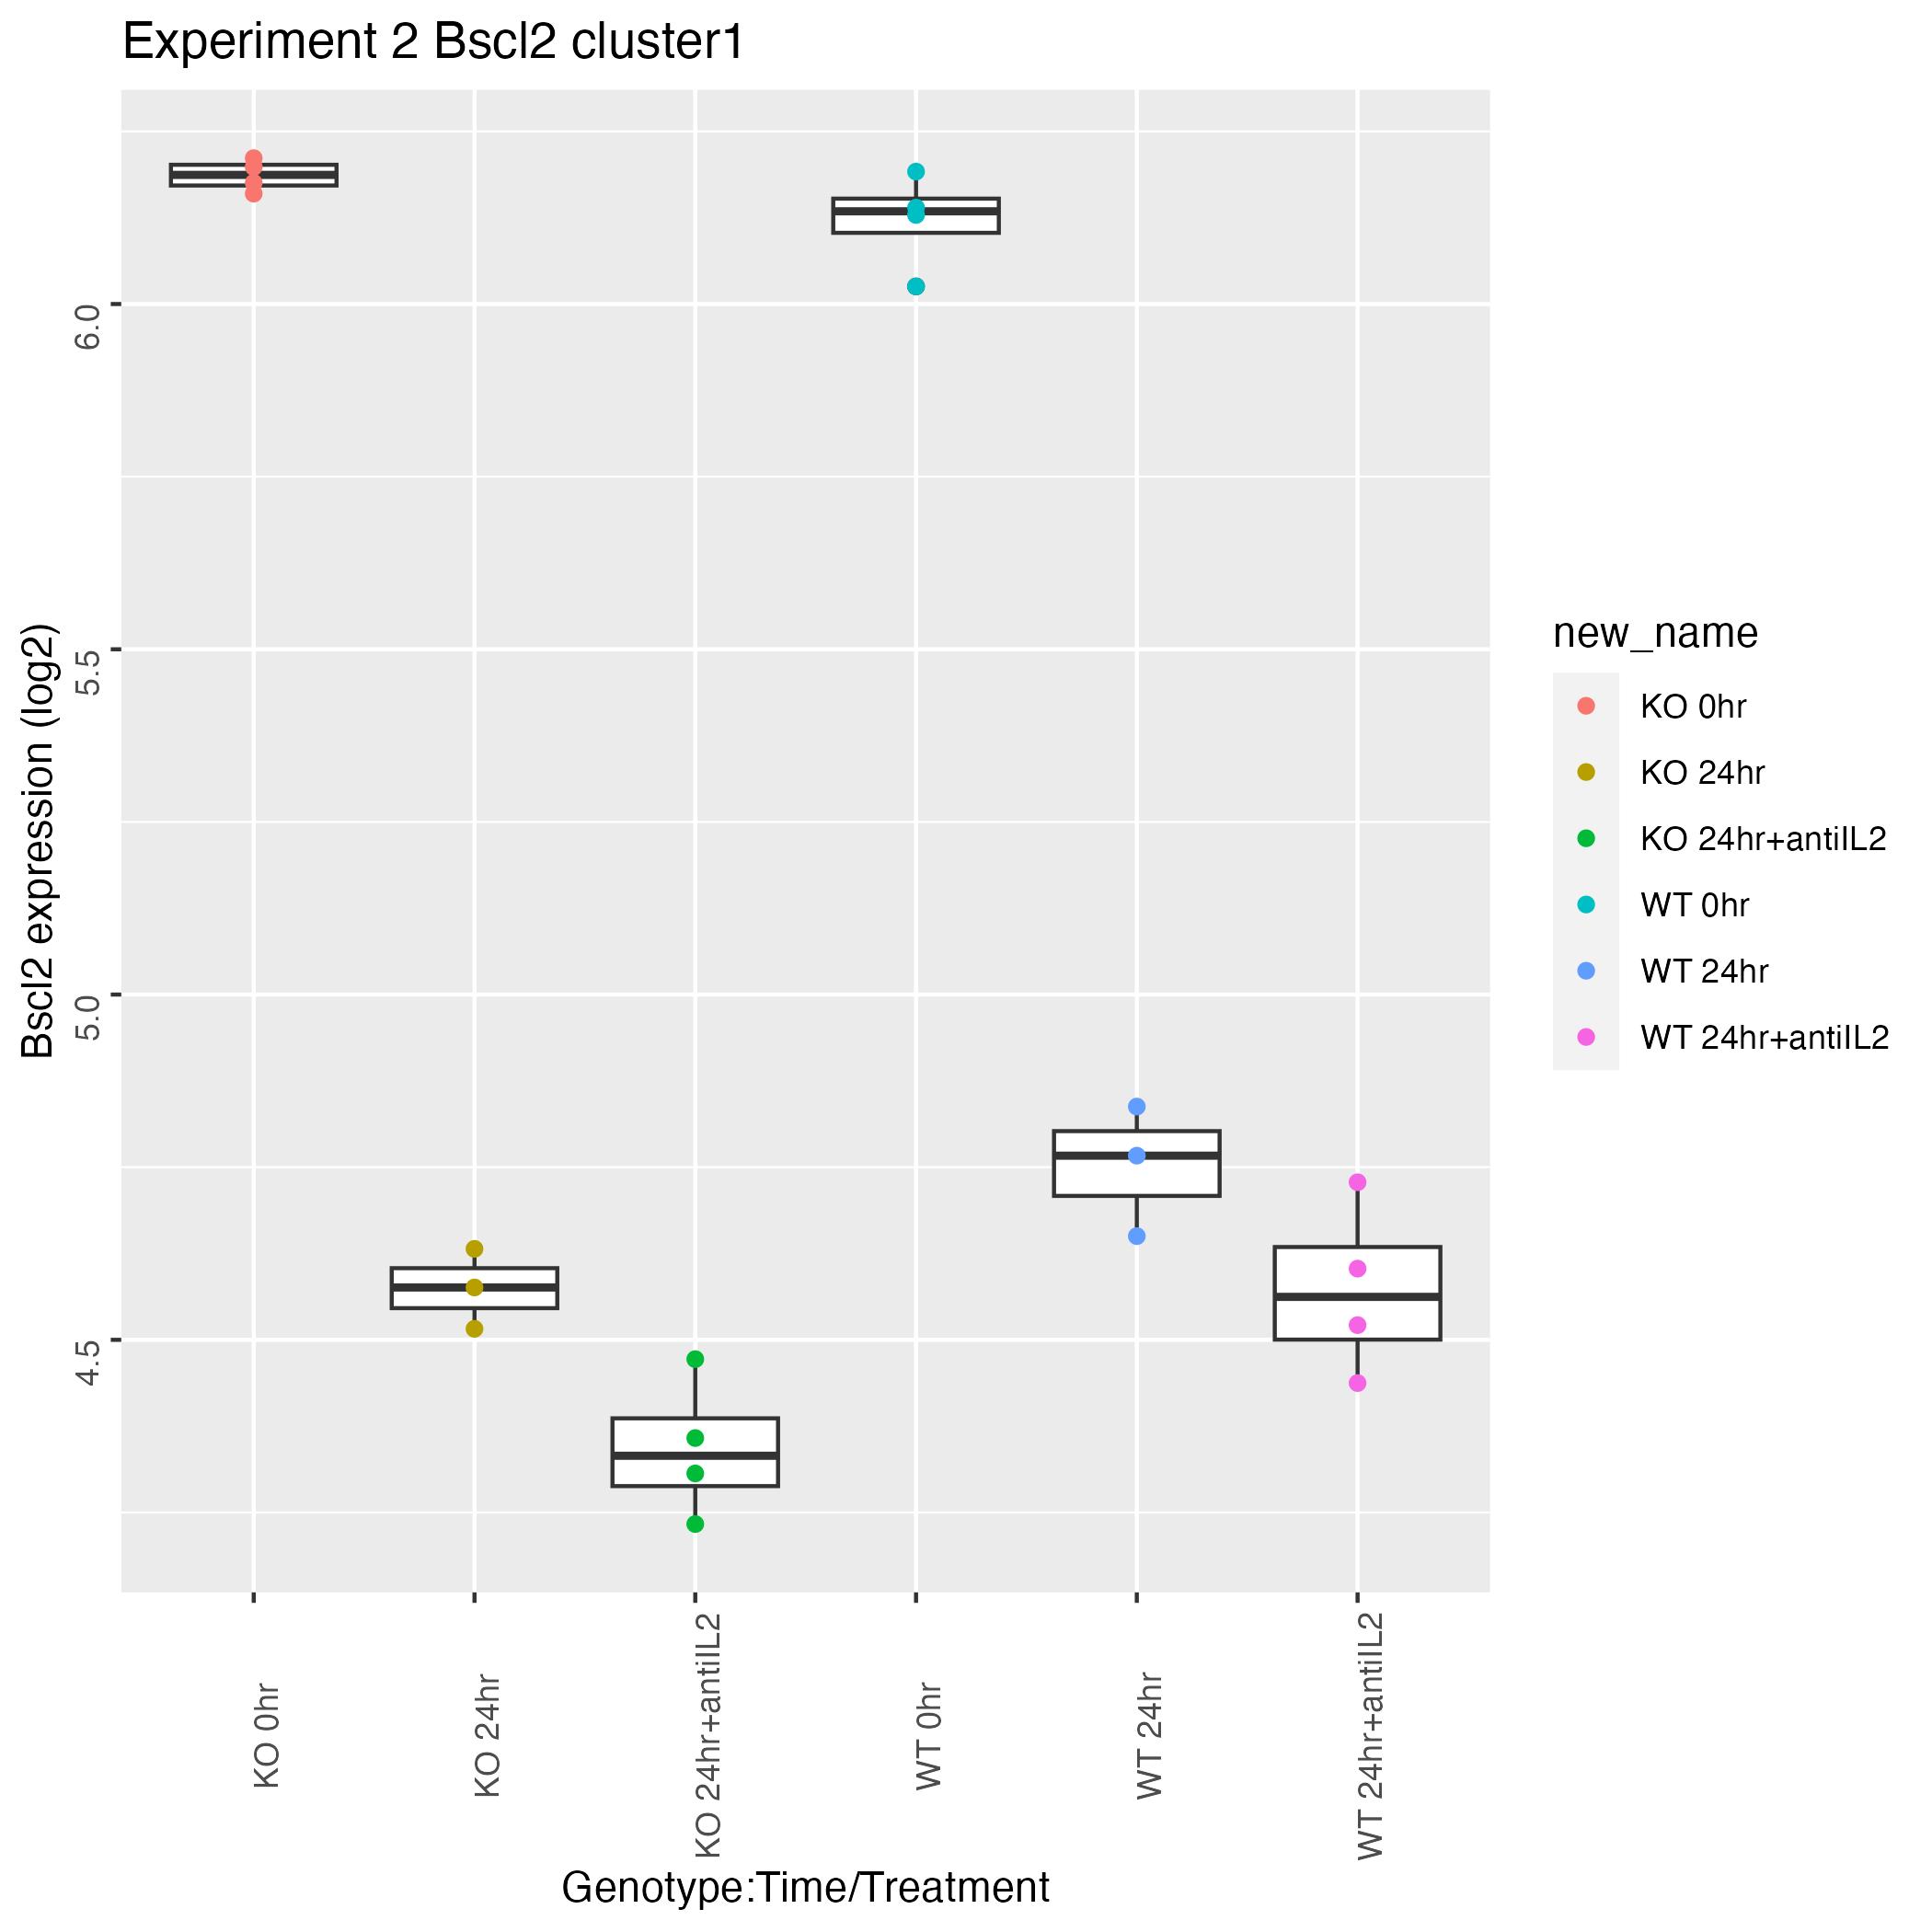 Experiment 2 Bscl2 cluster1
Bscl2 expression (log2)
6.0
5.5
5.0
4.5
KO 0hr
KO 24hr
KO 24hr+antiIL2
WT 0hr
WT 24hr
WT 24hr+antiIL2
Genotype:Time/Treatment
new_name
KO 0hr
KO 24hr
KO 24hr+antiIL2
WT 0hr
WT 24hr
WT 24hr+antiIL2